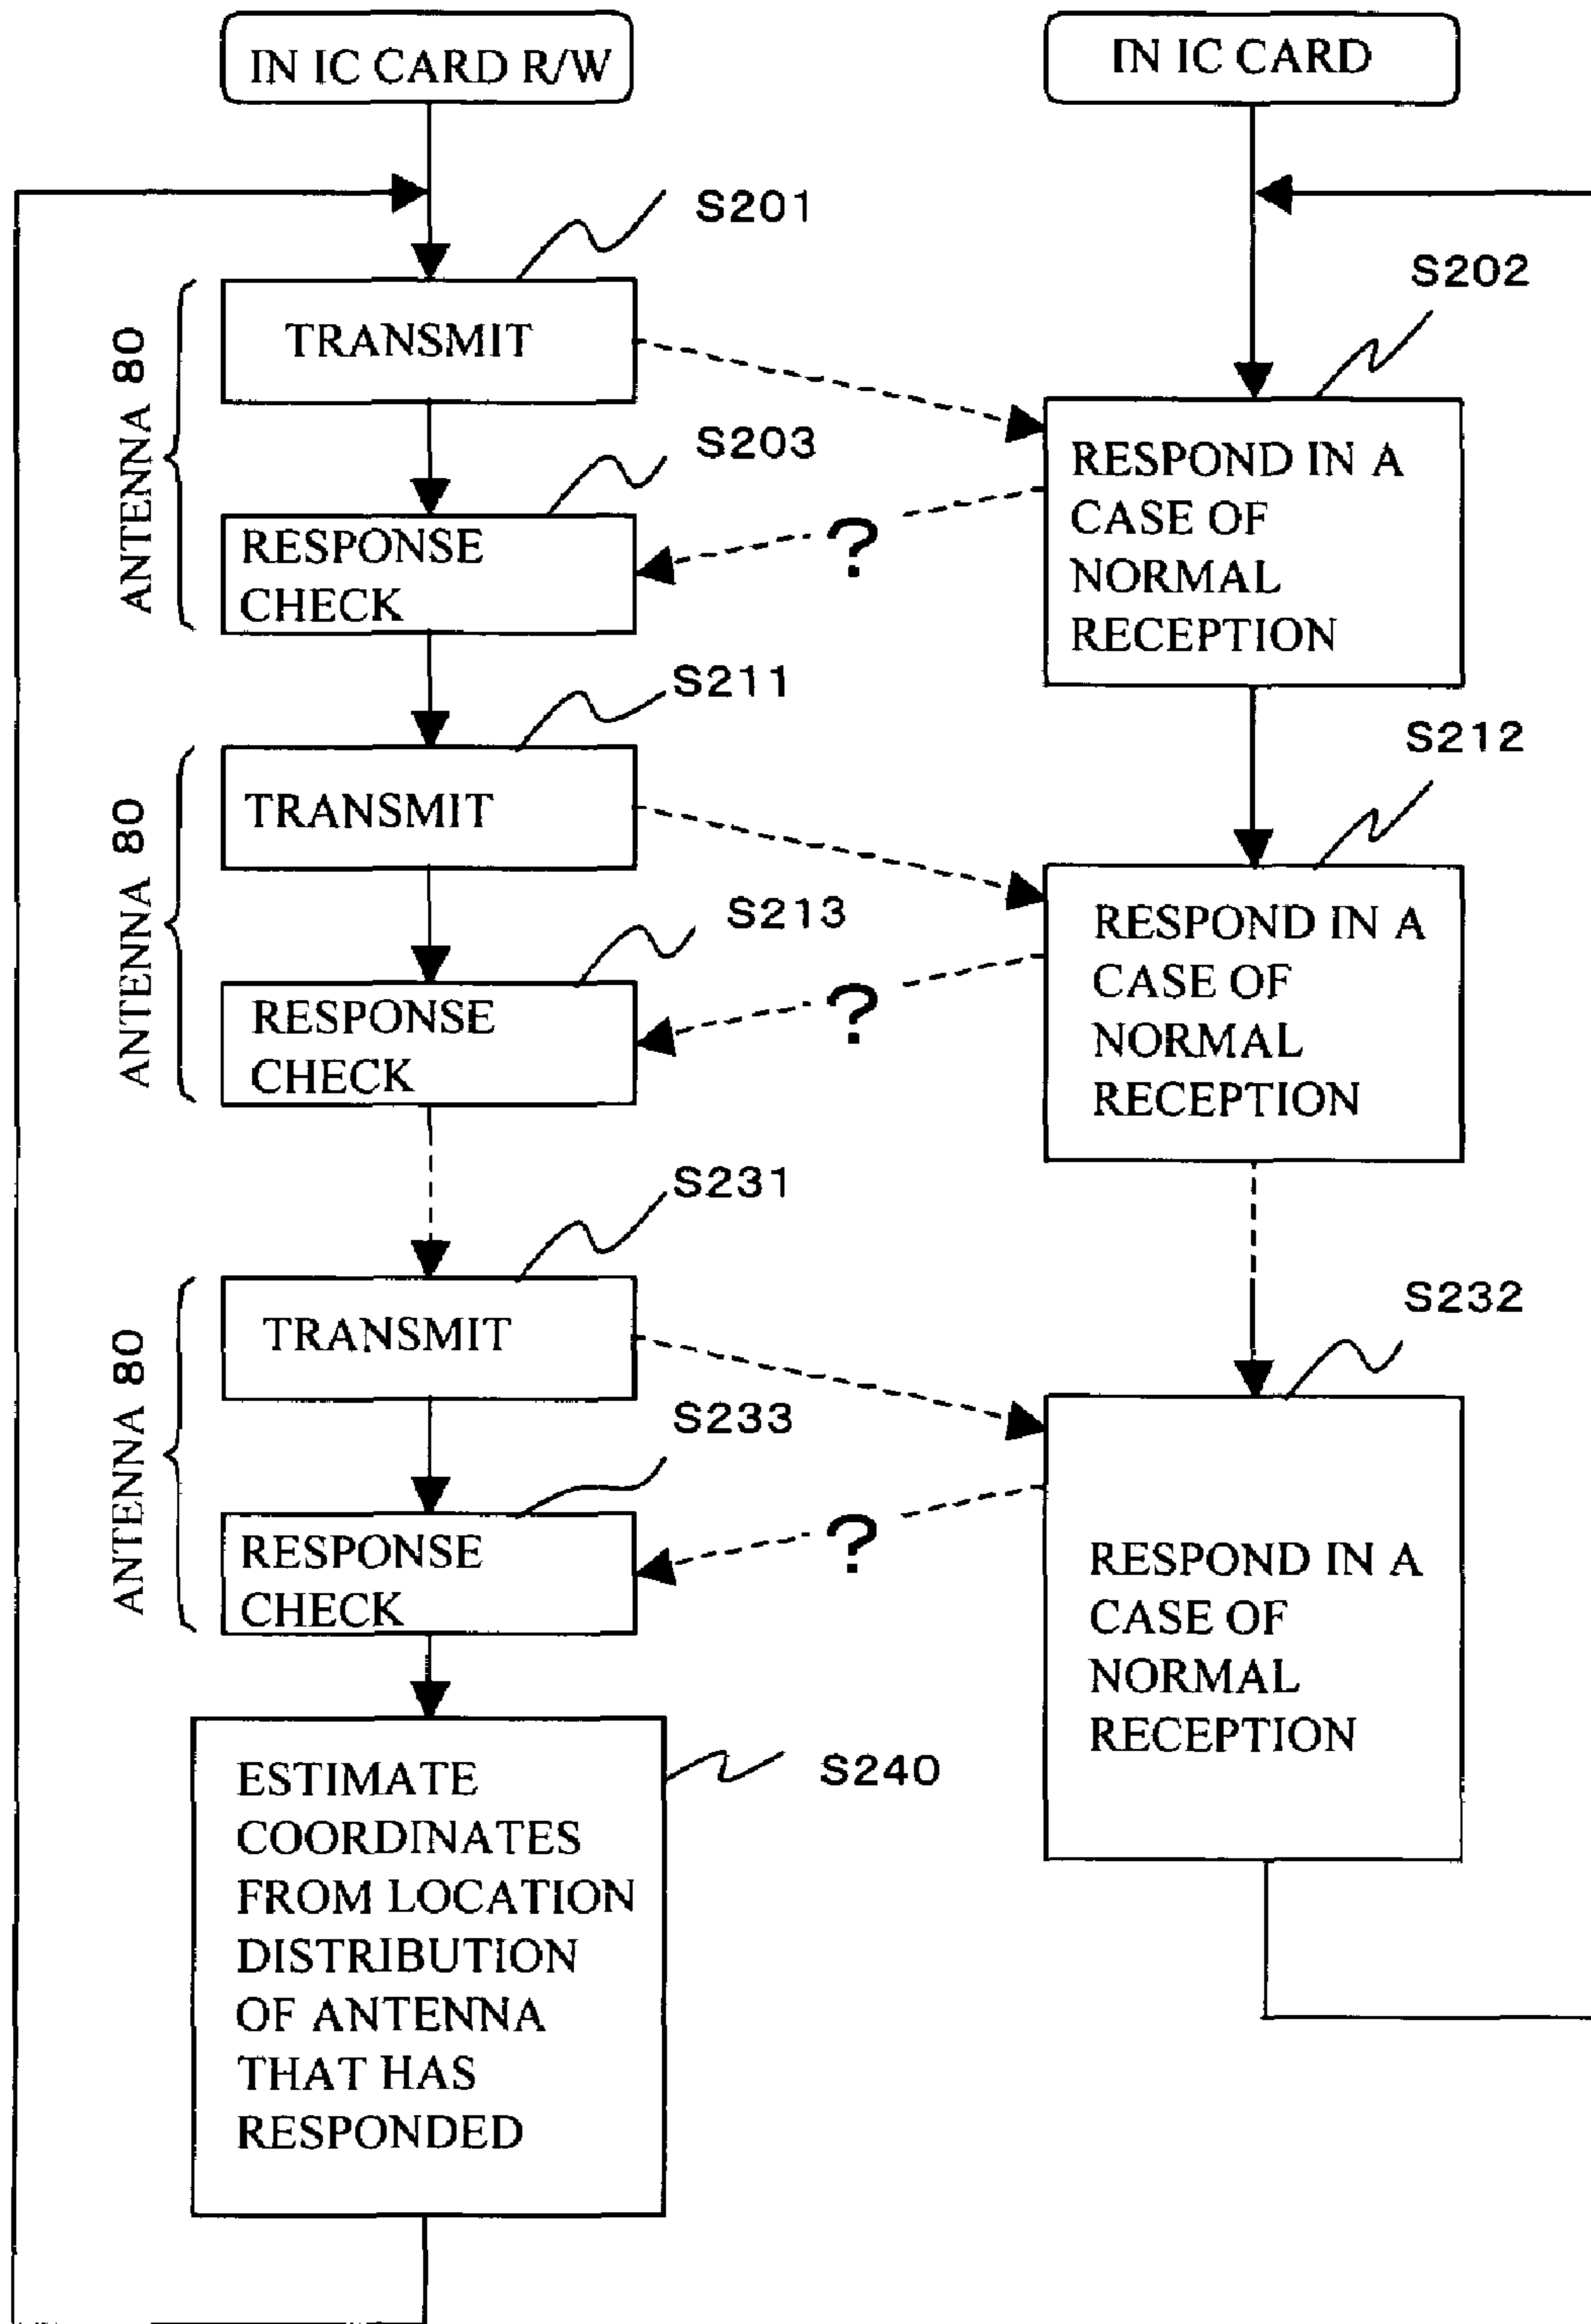 IN IC CARD R/W
IN IC CARD
S201
S202
ANTENNA 80
TRANSMIT
S203
RESPONSE
CHECK
?
RESPOND IN A
CASE OF
NORMAL
RECEPTION
S211
S212
ANTENNA 80
TRANSMIT
S213
RESPONSE
CHECK
?
RESPOND IN A
CASE OF
NORMAL
RECEPTION
S231
S232
ANTENNA 80
TRANSMIT
S233
RESPONSE
CHECK
?
RESPOND IN A
CASE OF
NORMAL
RECEPTION
S240
ESTIMATE
COORDINATES
FROM LOCATION
DISTRIBUTION
OF ANTENNA
THAT HAS
RESPONDED